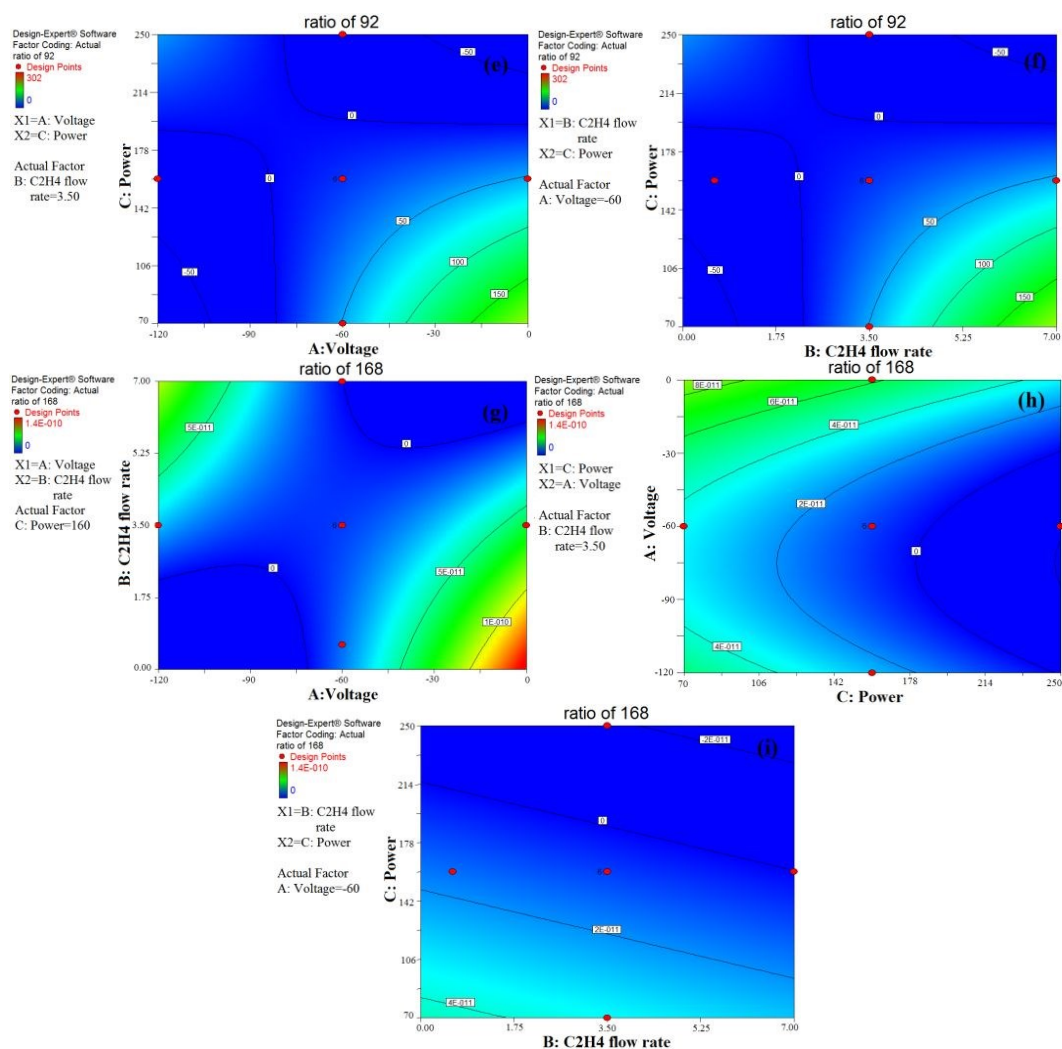 ratio of 92
Design-Expert® Software
Factor Coding: Actual
ratio of 92
Design Points
302
0
X1=A: Voltage
X2=C: Power
Actual Factor
B: C2H4 flow
rate=3.50
C: Power
250
214
178
142
106
70
-120
-90
-60
-30
0
A:Voltage
(e)
-50
0
0
6
50
100
150
-50
ratio of 92
Design-Expert® Software
Factor Coding: Actual
ratio of 92
Design Points
302
0
X1=B: C2H4 flow
rate
X2=C: Power
Actual Factor
A: Voltage=-60
C: Power
250
214
178
142
106
70
0.00
1.75
3.50
5.25
7.00
B: C2H4 flow rate
(f)
-50
0
0
6
50
100
150
-50
ratio of 168
Design-Expert® Software
Factor Coding: Actual
ratio of 168
Design Points
1.4E-010
0
X1=A: Voltage
X2=B: C2H4 flow
rate
Actual Factor
C: Power=160
B: C2H4 flow rate
7.00
5.25
3.50
1.75
0.00
-120
-90
-60
-30
0
A:Voltage
(g)
5E-011
0
6
0
5E-011
1E-010
ratio of 168
Design-Expert® Software
Factor Coding: Actual
ratio of 168
Design Points
1.4E-010
0
X1=C: Power
X2=A: Voltage
Actual Factor
B: C2H4 flow
rate=3.50
A: Voltage
0
-30
-60
-90
-120
70
106
142
178
214
250
C: Power
(h)
8E-011
6E-011
4E-011
2E-011
6
0
4E-011
ratio of 168
Design-Expert® Software
Factor Coding: Actual
ratio of 168
Design Points
1.4E-010
0
X1=B: C2H4 flow
rate
X2=C: Power
Actual Factor
A: Voltage=-60
C: Power
250
214
178
142
106
70
0.00
1.75
3.50
5.25
7.00
B: C2H4 flow rate
(i)
-2E-011
0
6
2E-011
4E-011